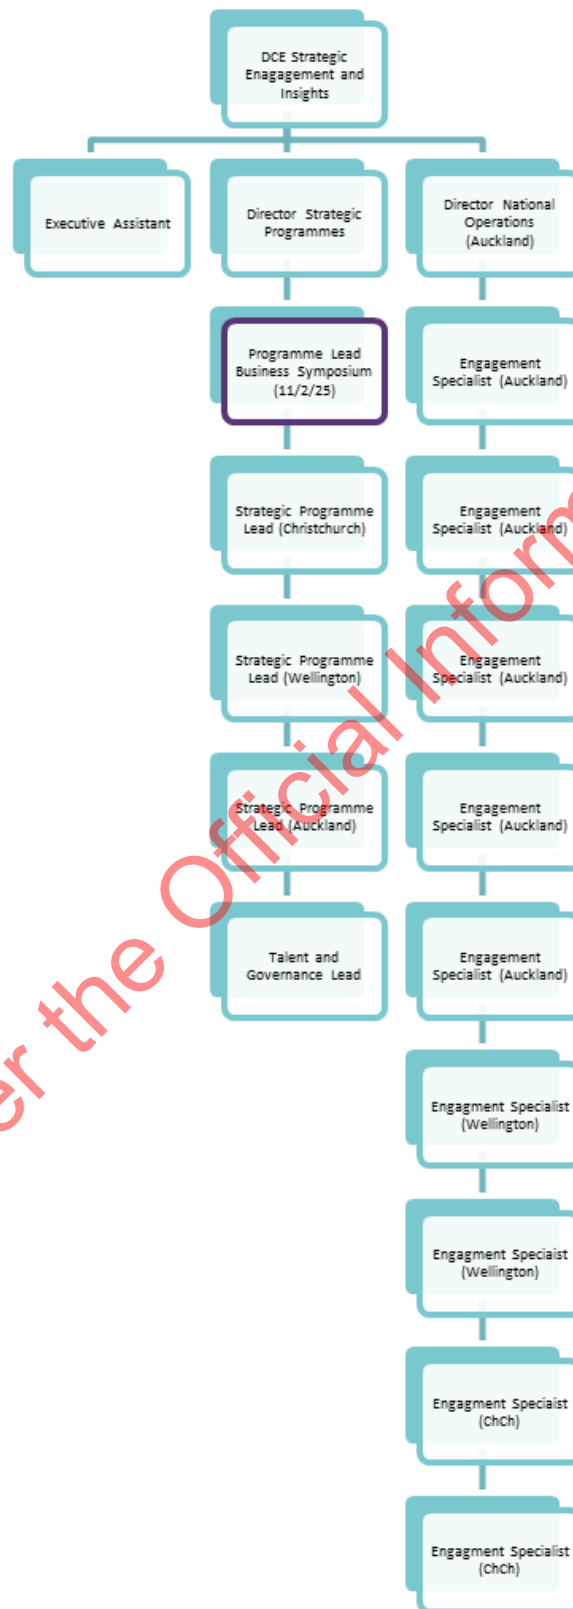 DCE Strategic
Enagagement and
Insights
Executive Assistant
Director Strategic
Programmes
Director National
Operations
(Auckland)
Programme Lead
Business Symposium
(11/2/25)
Engagement
Specialist (Auckland)
Strategic Programme
Lead (Christchurch)
Engagement
Specialist (Auckland)
Strategic Programme
Lead (Wellington)
Engagement
Specialist (Auckland)
Strategic Programme
Lead (Auckland)
Engagement
Specialist (Auckland)
Talent and
Governance Lead
Engagement
Specialist (Auckland)
Engagment Specialist
(Wellington)
Engagment Speciaist
(Wellington)
Engagment Speciaist
(ChCh)
Engagment Specialist
(ChCh)
the Official